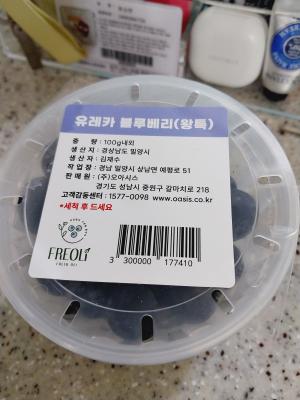 유레카 블루베리(왕특)
중 량 : 100g내외
생 산 지 : 경상남도 밀양시
생 산 자 : 김재수
작 업 장 : 경남 밀양시 상남면 예평로 51
판 매 원 : (주)오아시스
경기도 성남시 중원구 갈마치로 218
고객감동센터 : 1577-0098 www.oasis.co.kr
*세척 후 드세요
FREOLI
FRESH OLI
3 300000 177410